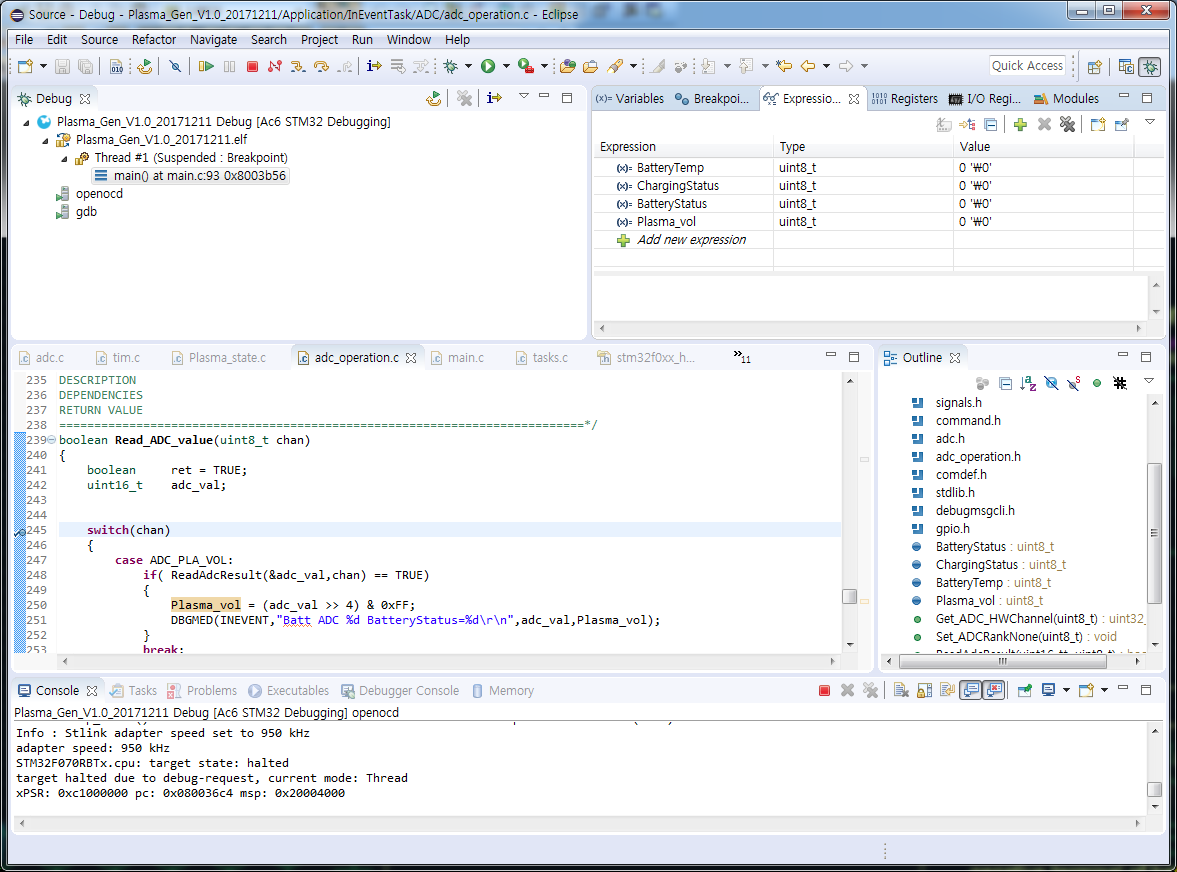 Source - Debug - Plasma_Gen_V1.0_20171211/Application/InEventTask/ADC/adc_operation.c - Eclipse
File Edit Source Refactor Navigate Search Project Run Window Help
Quick Access
Debug
Plasma_Gen_V1.0_20171211 Debug [Ac6 STM32 Debugging]
Plasma_Gen_V1.0_20171211.elf
Thread #1 (Suspended : Breakpoint)
main() at main.c:93 0x8003b56
openocd
gdb
(x)= Variables Breakpoi... Expressio... Registers I/O Regi... Modules
Expression Type Value
(x)= BatteryTemp uint8_t 0 '₩0'
(x)= ChargingStatus uint8_t 0 '₩0'
(x)= BatteryStatus uint8_t 0 '₩0'
(x)= Plasma_vol uint8_t 0 '₩0'
Add new expression
adc.c tim.c Plasma_state.c adc_operation.c main.c tasks.c stm32f0xx_h... »11
235 DESCRIPTION
236 DEPENDENCIES
237 RETURN VALUE
238 ===========================================================================*/
239 boolean Read_ADC_value(uint8_t chan)
240 {
241 boolean ret = TRUE;
242 uint16_t adc_val;
243
244
245 switch(chan)
246 {
247 case ADC_PLA_VOL:
248 if( ReadAdcResult(&adc_val,chan) == TRUE)
249 {
250 Plasma_vol = (adc_val >> 4) & 0xFF;
251 DBGMED(INEVENT,"Batt ADC %d BatteryStatus=%d\r\n",adc_val,Plasma_vol);
252 }
253 break;
Outline
signals.h
command.h
adc.h
adc_operation.h
comdef.h
stdlib.h
debugmsgcli.h
gpio.h
BatteryStatus : uint8_t
ChargingStatus : uint8_t
BatteryTemp : uint8_t
Plasma_vol : uint8_t
Get_ADC_HWChannel(uint8_t) : uint32_
Set_ADCRankNone(uint8_t) : void
Console Tasks Problems Executables Debugger Console Memory
Plasma_Gen_V1.0_20171211 Debug [Ac6 STM32 Debugging] openocd
Info : Stlink adapter speed set to 950 kHz
adapter speed: 950 kHz
STM32F070RBTx.cpu: target state: halted
target halted due to debug-request, current mode: Thread
xPSR: 0xc1000000 pc: 0x080036c4 msp: 0x20004000